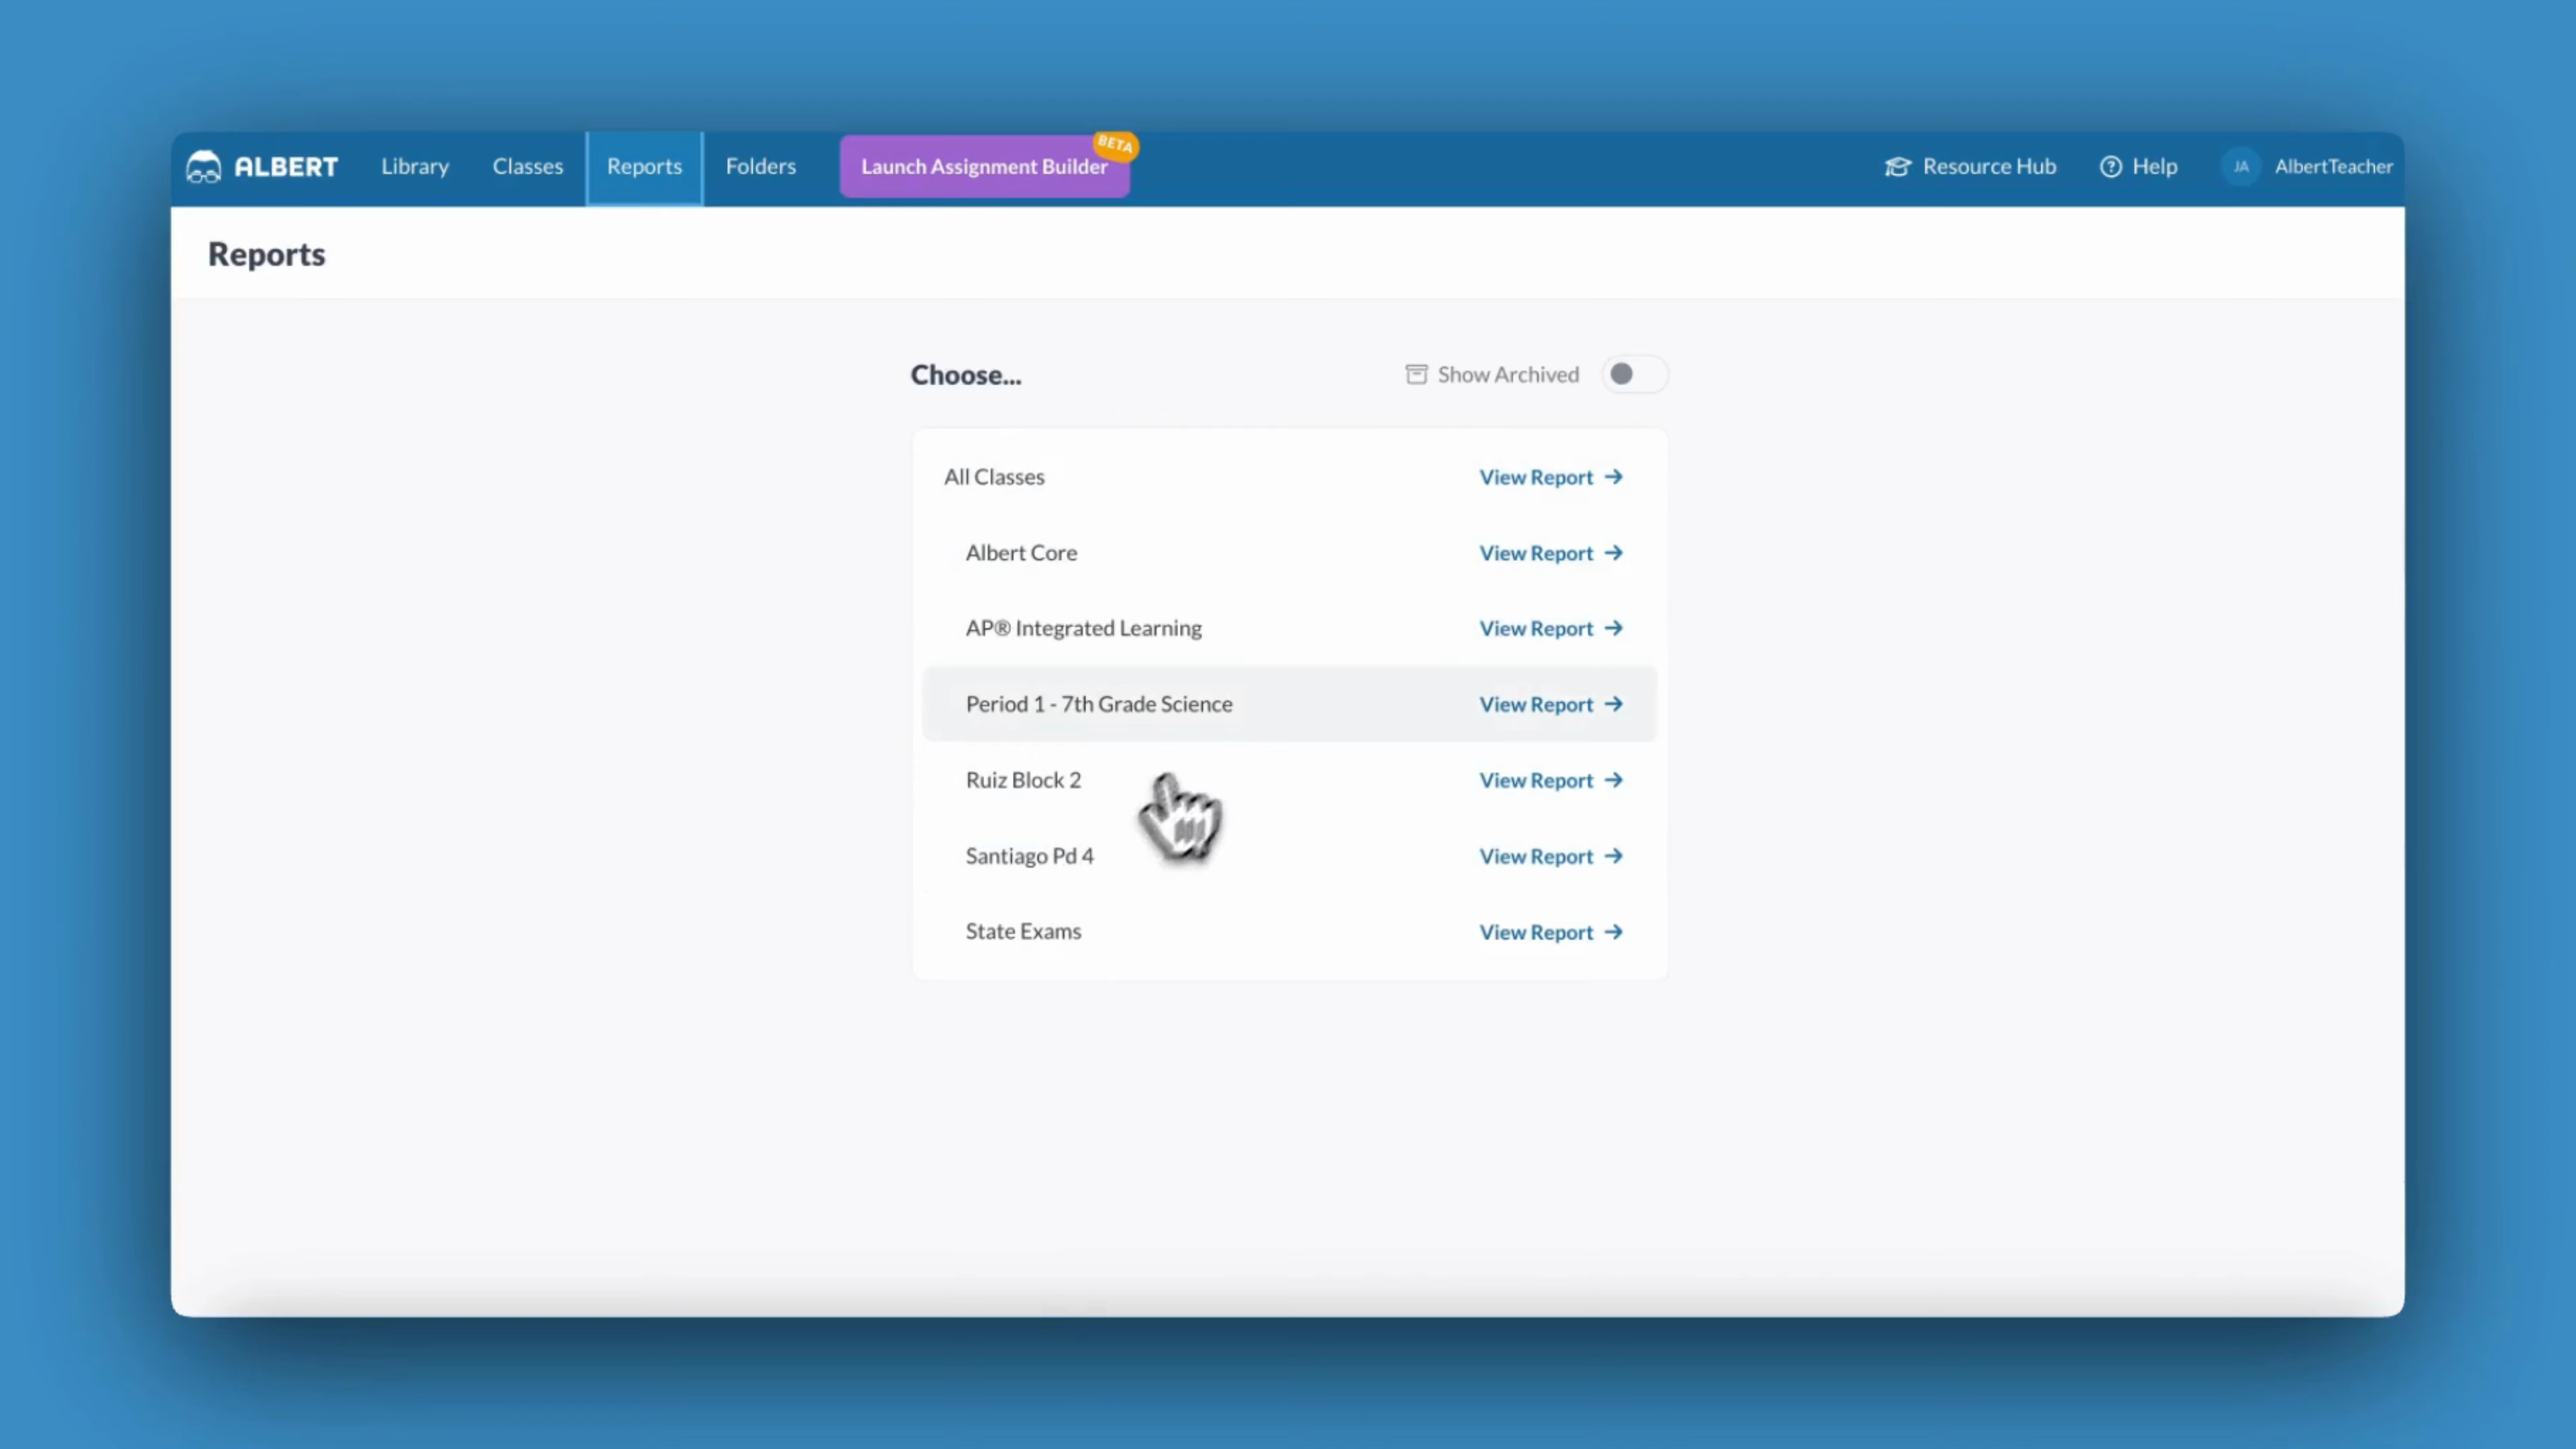 ALBERT Library Classes Reports Folders Launch Assignment Builder BETA Resource Hub Help JA AlbertTeacher
Reports
Choose... Show Archived
All Classes View Report →
Albert Core View Report →
AP® Integrated Learning View Report →
Period 1 - 7th Grade Science View Report →
Ruiz Block 2 View Report →
Santiago Pd 4 View Report →
State Exams View Report →